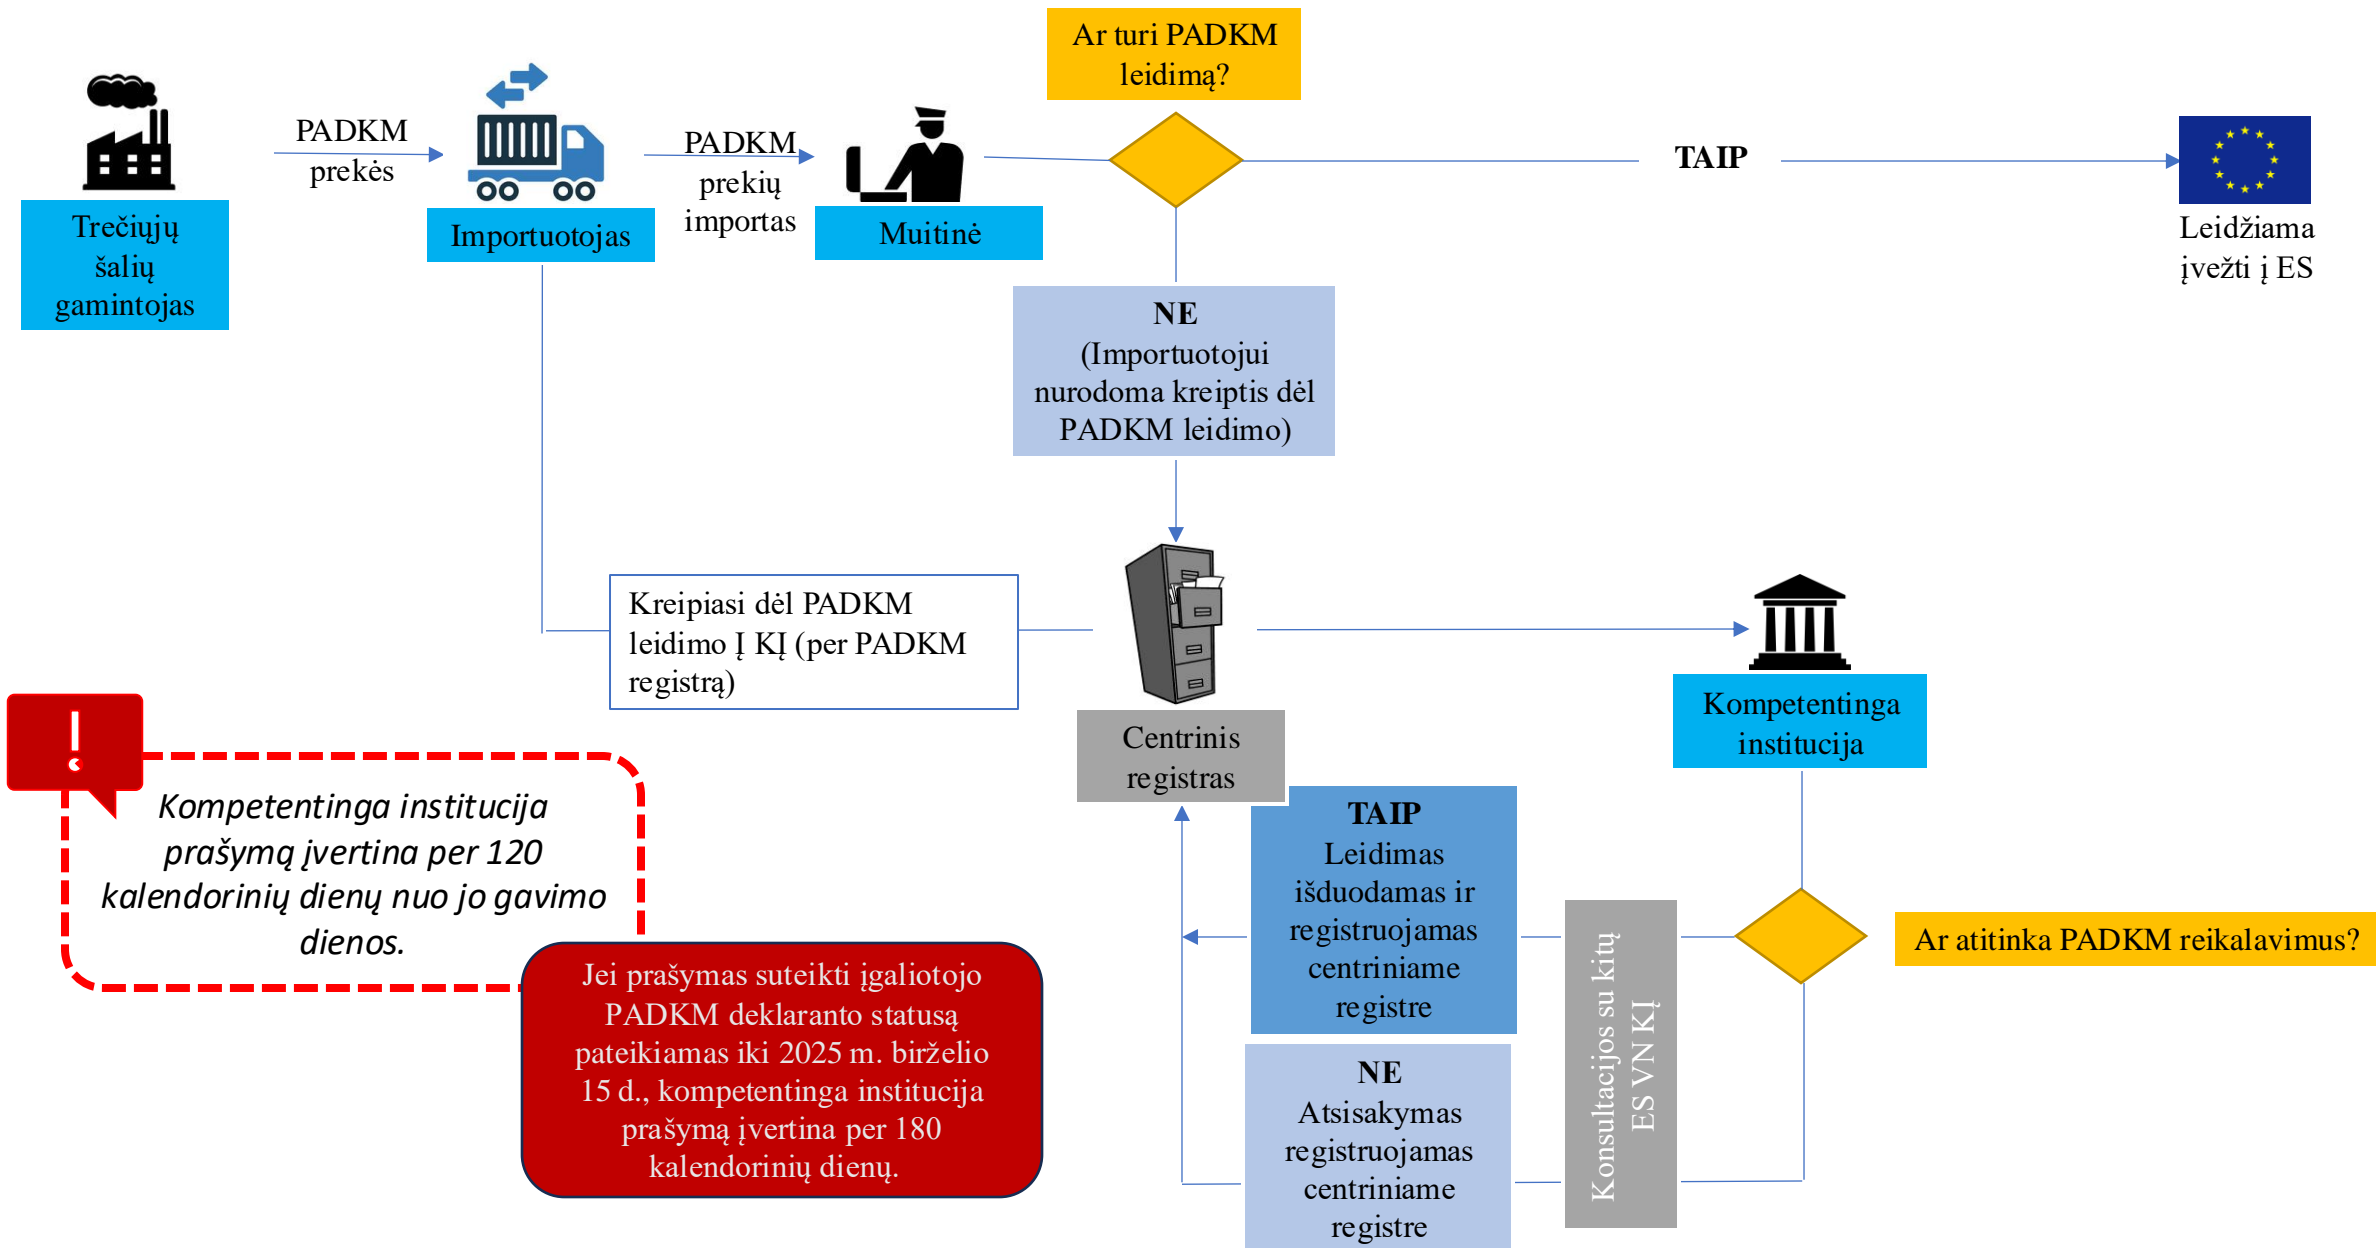 Ar turi PADKM
leidimą?
PADKM
prekės
PADKM
prekių
importas
TAIP
Trečiųjų
šalių
gamintojas
Importuotojas
Muitinė
Leidžiama
įvežti į ES
NE
(Importuotojui
nurodoma kreiptis dėl
PADKM leidimo)
Kreipiasi dėl PADKM
leidimo Į KĮ (per PADKM
registrą)
Centrinis
registras
Kompetentinga
institucija
!
Kompetentinga institucija
prašymą įvertina per 120
kalendorinių dienų nuo jo gavimo
dienos.
Jei prašymas suteikti įgaliotojo
PADKM deklaranto statusą
pateikiamas iki 2025 m. birželio
15 d., kompetentinga institucija
prašymą įvertina per 180
kalendorinių dienų.
TAIP
Leidimas
išduodamas ir
registruojamas
centriniame
registre
NE
Atsisakymas
registruojamas
centriniame
registre
Konsultacijos su kitų
ES VN KĮ
Ar atitinka PADKM reikalavimus?